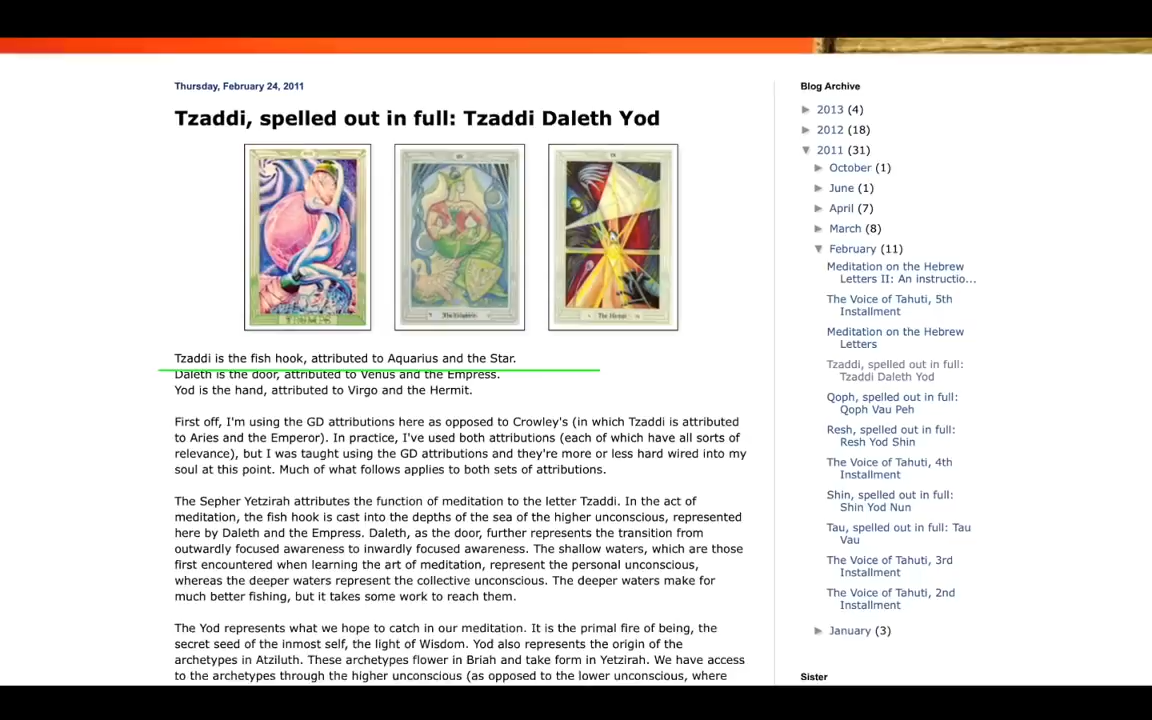 Thursday, February 24, 2011
Tzaddi, spelled out in full: Tzaddi Daleth Yod
The Empress
The Hermit
Tzaddi is the fish hook, attributed to Aquarius and the Star.
Daleth is the door, attributed to Venus and the Empress.
Yod is the hand, attributed to Virgo and the Hermit.
First off, I'm using the GD attributions here as opposed to Crowley's (in which Tzaddi is attributed
to Aries and the Emperor). In practice, I've used both attributions (each of which have all sorts of
relevance), but I was taught using the GD attributions and they're more or less hard wired into my
soul at this point. Much of what follows applies to both sets of attributions.
The Sepher Yetzirah attributes the function of meditation to the letter Tzaddi. In the act of
meditation, the fish hook is cast into the depths of the sea of the higher unconscious, represented
here by Daleth and the Empress. Daleth, as the door, further represents the transition from
outwardly focused awareness to inwardly focused awareness. The shallow waters, which are those
first encountered when learning the art of meditation, represent the personal unconscious,
whereas the deeper waters represent the collective unconscious. The deeper waters make for
much better fishing, but it takes some work to reach them.
The Yod represents what we hope to catch in our meditation. It is the primal fire of being, the
secret seed of the inmost self, the light of Wisdom. Yod also represents the origin of the
archetypes in Atziluth. These archetypes flower in Briah and take form in Yetzirah. We have access
to the archetypes through the higher unconscious (as opposed to the lower unconscious, where
Blog Archive
► 2013 (4)
► 2012 (18)
▼ 2011 (31)
► October (1)
► June (1)
► April (7)
► March (8)
▼ February (11)
Meditation on the Hebrew
Letters II: An instructio...
The Voice of Tahuti, 5th
Installment
Meditation on the Hebrew
Letters
Tzaddi, spelled out in full:
Tzaddi Daleth Yod
Qoph, spelled out in full:
Qoph Vau Peh
Resh, spelled out in full:
Resh Yod Shin
The Voice of Tahuti, 4th
Installment
Shin, spelled out in full:
Shin Yod Nun
Tau, spelled out in full: Tau
Vau
The Voice of Tahuti, 3rd
Installment
The Voice of Tahuti, 2nd
Installment
► January (3)
Sister